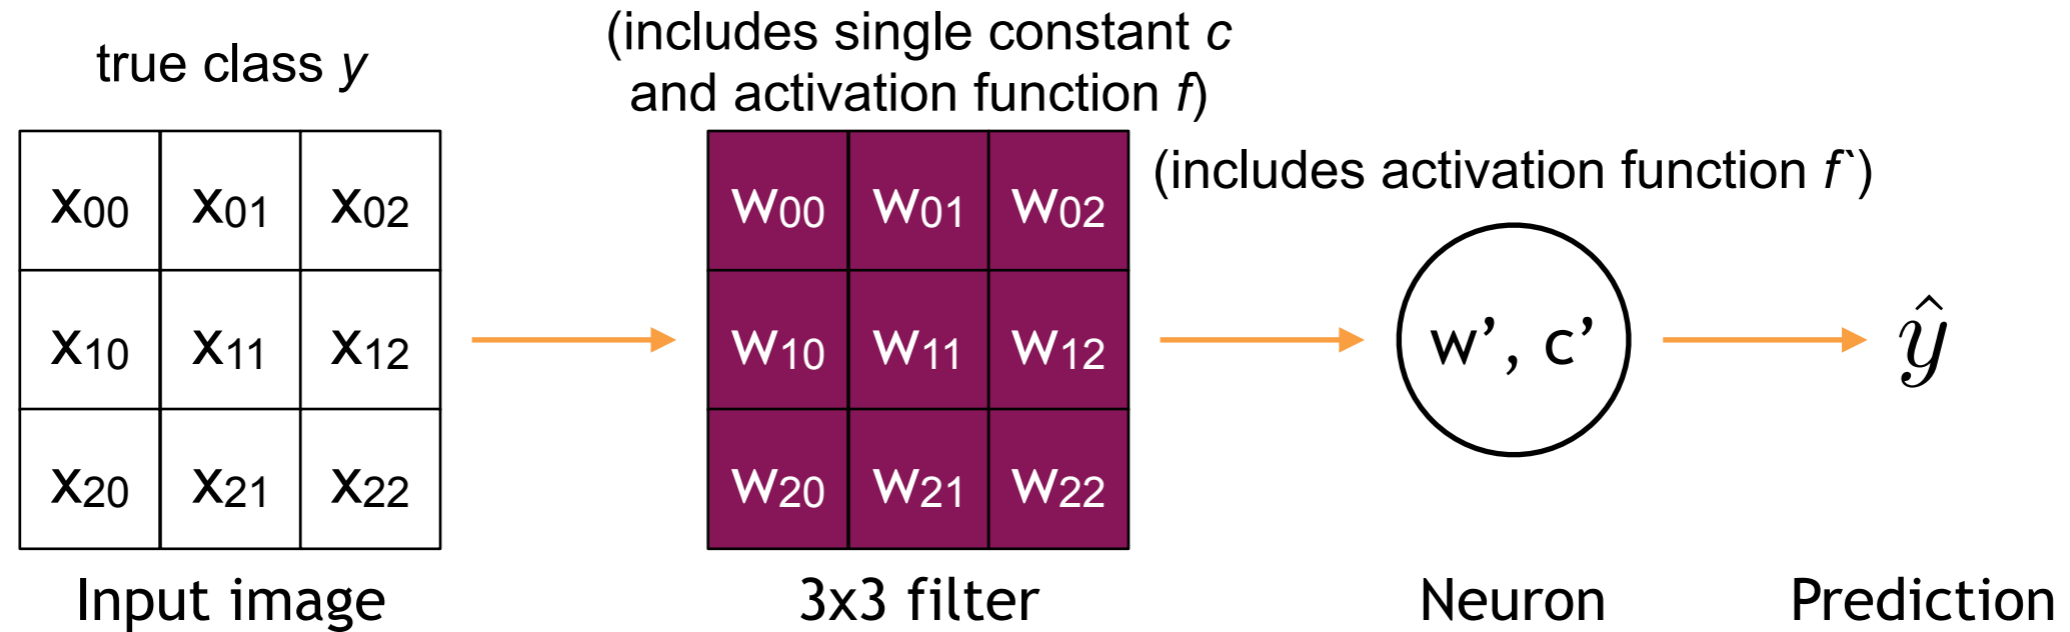 true class y
(includes single constant c
and activation function f)
(includes activation function f`)
x00 x01 x02
x10 x11 x12
x20 x21 x22
w00 w01 w02
w10 w11 w12
w20 w21 w22
w’, c’
ŷ
Input image
3x3 filter
Neuron
Prediction